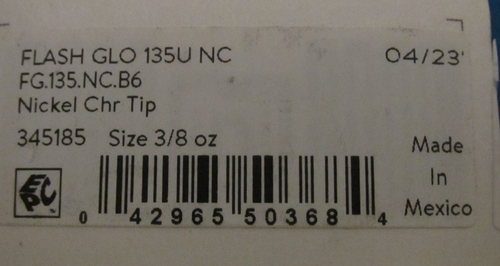 FLASH GLO 135U NC 04/23'
FG.135.NC.B6
Nickel Chr Tip
345185 Size 3/8 oz
Made
In
Mexico
EPC
0 42965 50368 4